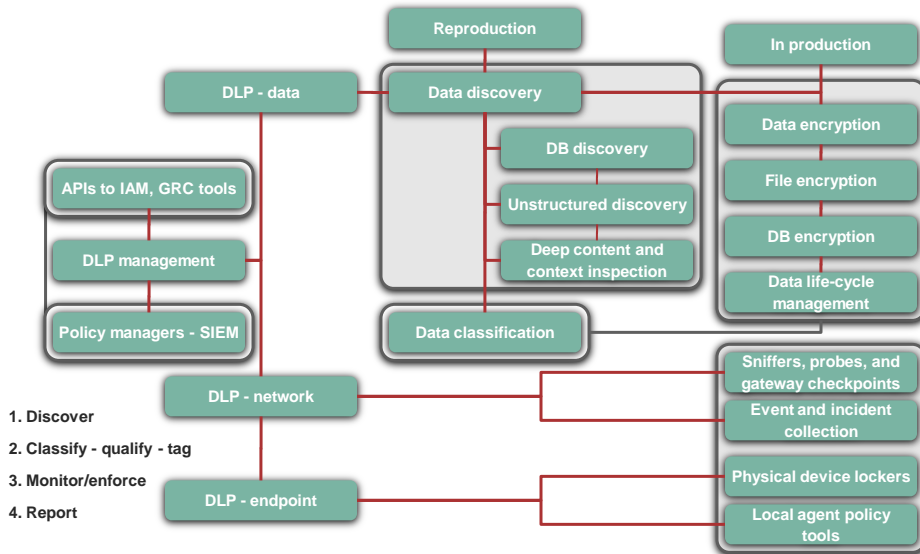 Reproduction
In production
DLP - data
Data discovery
Data encryption
DB discovery
APIs to IAM, GRC tools
File encryption
Unstructured discovery
DB encryption
DLP management
Deep content and
context inspection
Data life-cycle
management
Policy managers - SIEM
Data classification
Sniffers, probes, and
gateway checkpoints
DLP - network
Event and incident
collection
1. Discover
2. Classify - qualify - tag
3. Monitor/enforce
4. Report
Physical device lockers
DLP - endpoint
Local agent policy
tools